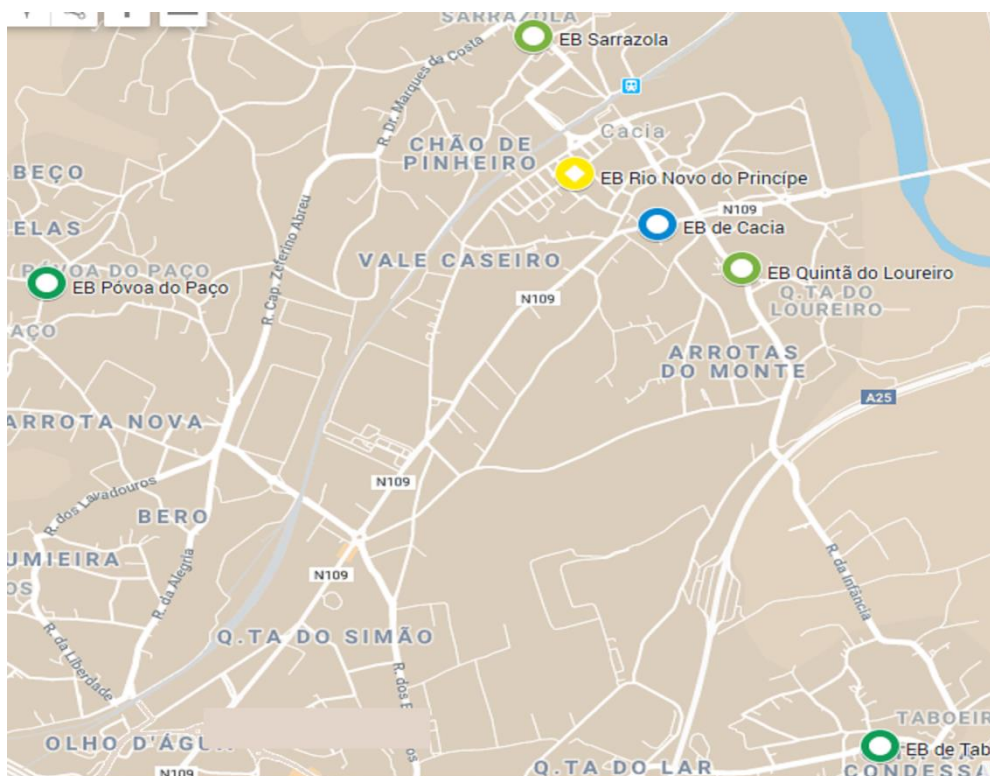 SARRAZOLA
EB Sarrazola
R. Dr. Marques da Costa
Cacia
CHÃO DE
PINHEIRO
EB Rio Novo do Princípe
BEÇO
N109
EB de Cacia
R. Cap. Zeferino Abreu
ELAS
VALE CASEIRO
PÓVOA DO PAÇO
EB Póvoa do Paço
EB Quintã do Loureiro
Q.TA DO
LOUREIRO
N109
AÇO
ARROTAS
DO MONTE
A25
ARROTA NOVA
N109
R. dos Lavadouros
BERO
UMIEIRA
OS
R. da Alegria
N109
R. da Infância
R. da Liberdade
Q.TA DO SIMÃO
R. dos
TABOEIR
OLHO D'ÁGU
EB de Tab
CONDESSA
N109
Q.TA DO LAR